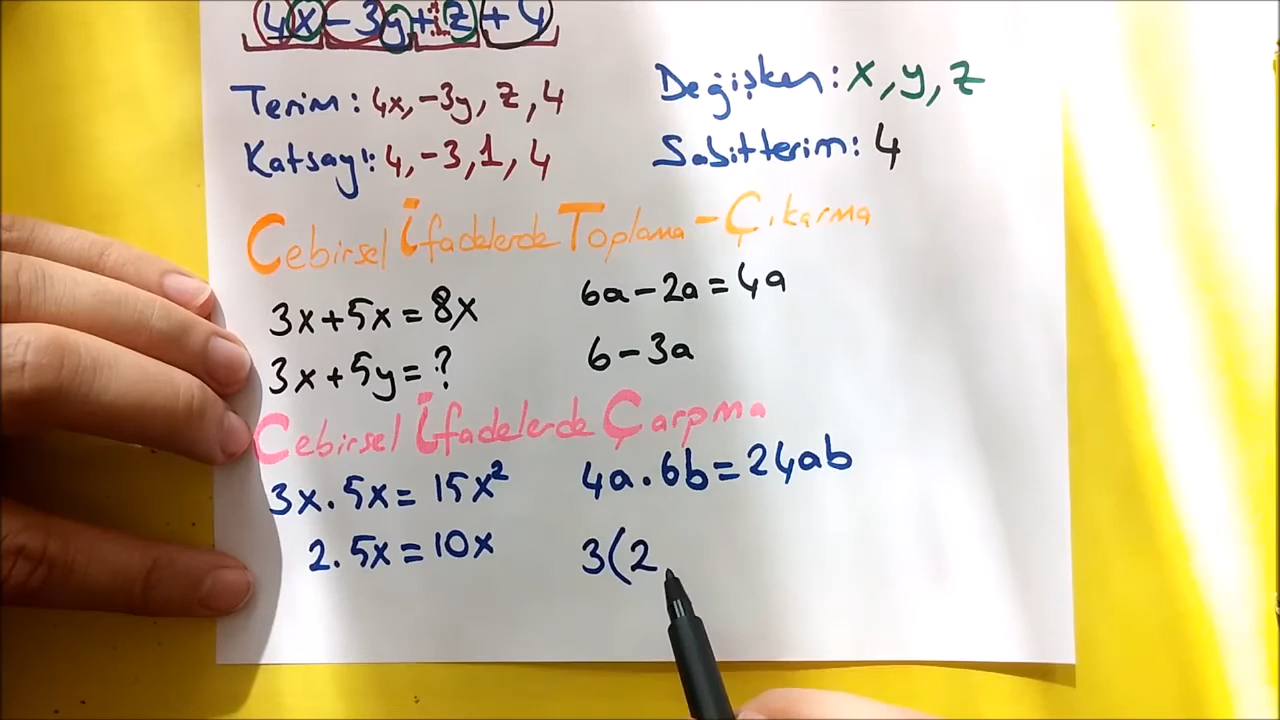 4x-3y+z+4
Terim: 4x, -3y, z, 4
Değişken: x, y, z
Katsayı: 4, -3, 1, 4
Sabit terim: 4
Cebirsel İfadelerde Toplama-Çıkarma
3x+5x=8x
6a-2a=4a
3x+5y=?
6-3a
Cebirsel İfadelerde Çarpma
3x.5x=15x²
4a.6b=24ab
2.5x=10x
3(2